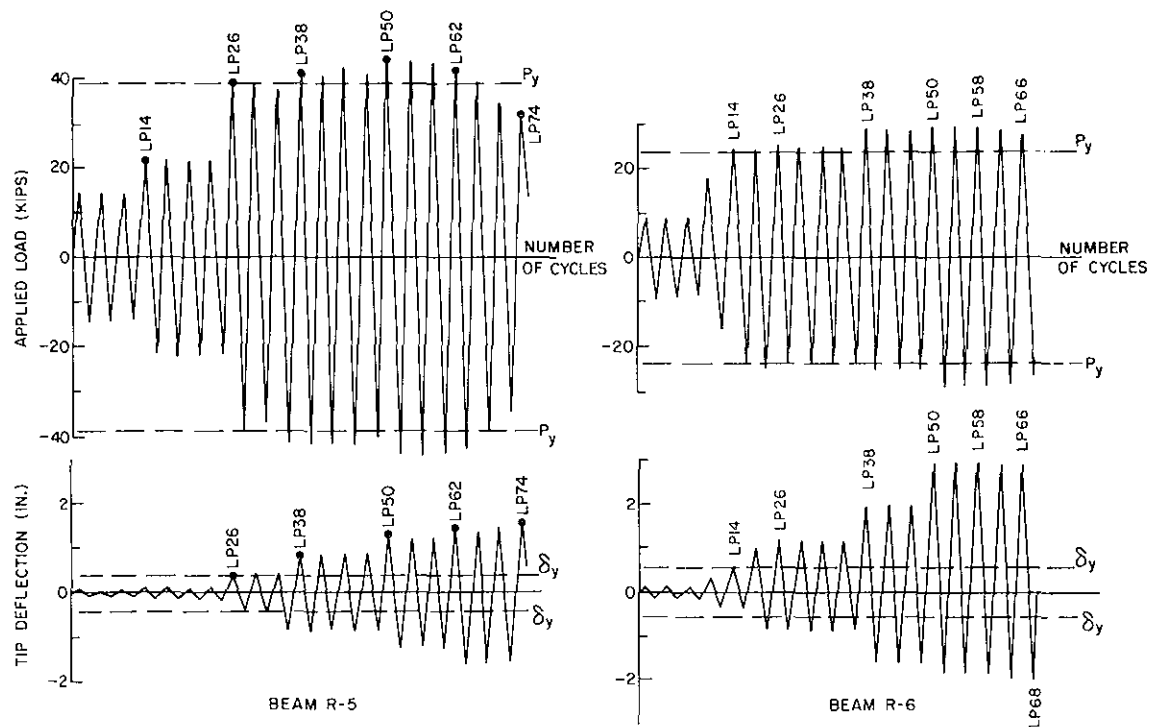 LP26
LP38
LP50
LP62
40
Py
LP14
LP74
20
APPLIED LOAD (KIPS)
0
NUMBER
OF CYCLES
-20
-40
Py
2
LP26
LP38
LP50
LP62
LP74
TIP DEFLECTION (IN.)
δy
0
δy
-2
BEAM R-5
LP14
LP26
LP38
LP50
LP58
LP66
20
Py
0
NUMBER
OF CYCLES
-20
Py
LP14
LP26
LP38
LP50
LP58
LP66
2
δy
0
δy
-2
LP68
BEAM R-6